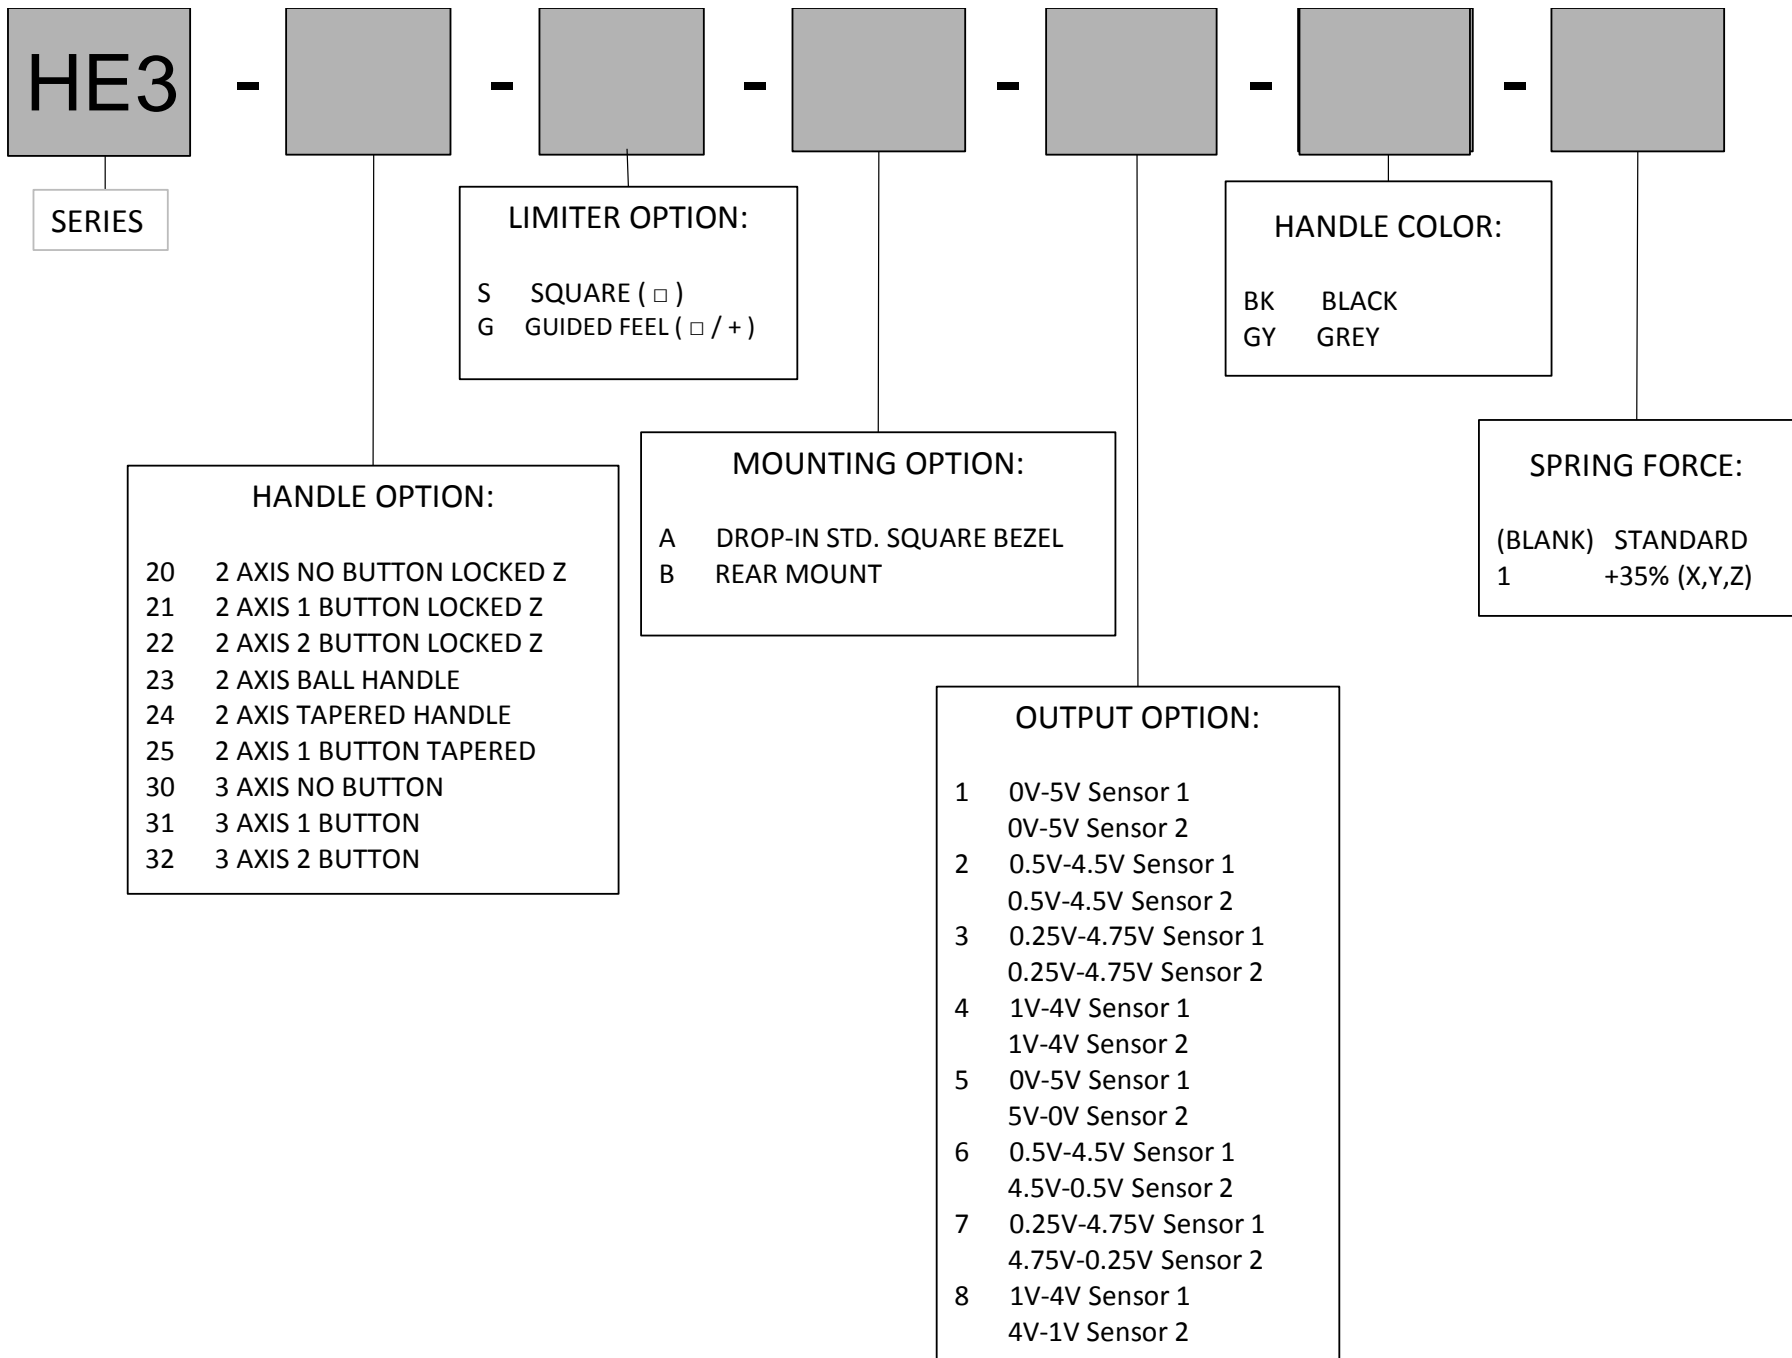 HE3 - - - - - -
SERIES
LIMITER OPTION:
S SQUARE ( □ )
G GUIDED FEEL ( □ / + )
HANDLE COLOR:
BK BLACK
GY GREY
HANDLE OPTION:
20 2 AXIS NO BUTTON LOCKED Z
21 2 AXIS 1 BUTTON LOCKED Z
22 2 AXIS 2 BUTTON LOCKED Z
23 2 AXIS BALL HANDLE
24 2 AXIS TAPERED HANDLE
25 2 AXIS 1 BUTTON TAPERED
30 3 AXIS NO BUTTON
31 3 AXIS 1 BUTTON
32 3 AXIS 2 BUTTON
MOUNTING OPTION:
A DROP-IN STD. SQUARE BEZEL
B REAR MOUNT
SPRING FORCE:
(BLANK) STANDARD
1 +35% (X,Y,Z)
OUTPUT OPTION:
1 0V-5V Sensor 1
0V-5V Sensor 2
2 0.5V-4.5V Sensor 1
0.5V-4.5V Sensor 2
3 0.25V-4.75V Sensor 1
0.25V-4.75V Sensor 2
4 1V-4V Sensor 1
1V-4V Sensor 2
5 0V-5V Sensor 1
5V-0V Sensor 2
6 0.5V-4.5V Sensor 1
4.5V-0.5V Sensor 2
7 0.25V-4.75V Sensor 1
4.75V-0.25V Sensor 2
8 1V-4V Sensor 1
4V-1V Sensor 2